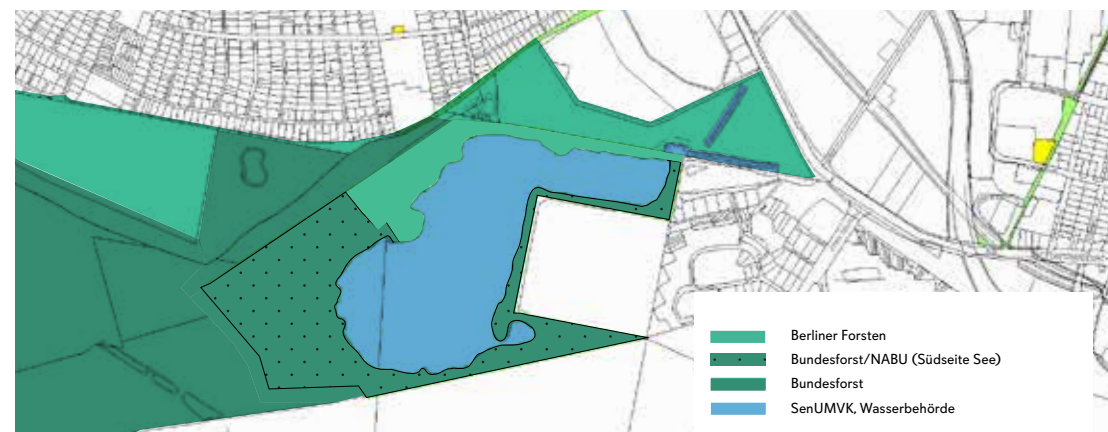 Berliner Forsten
Bundesforst/NABU (Südseite See)
Bundesforst
SenUMVK, Wasserbehörde